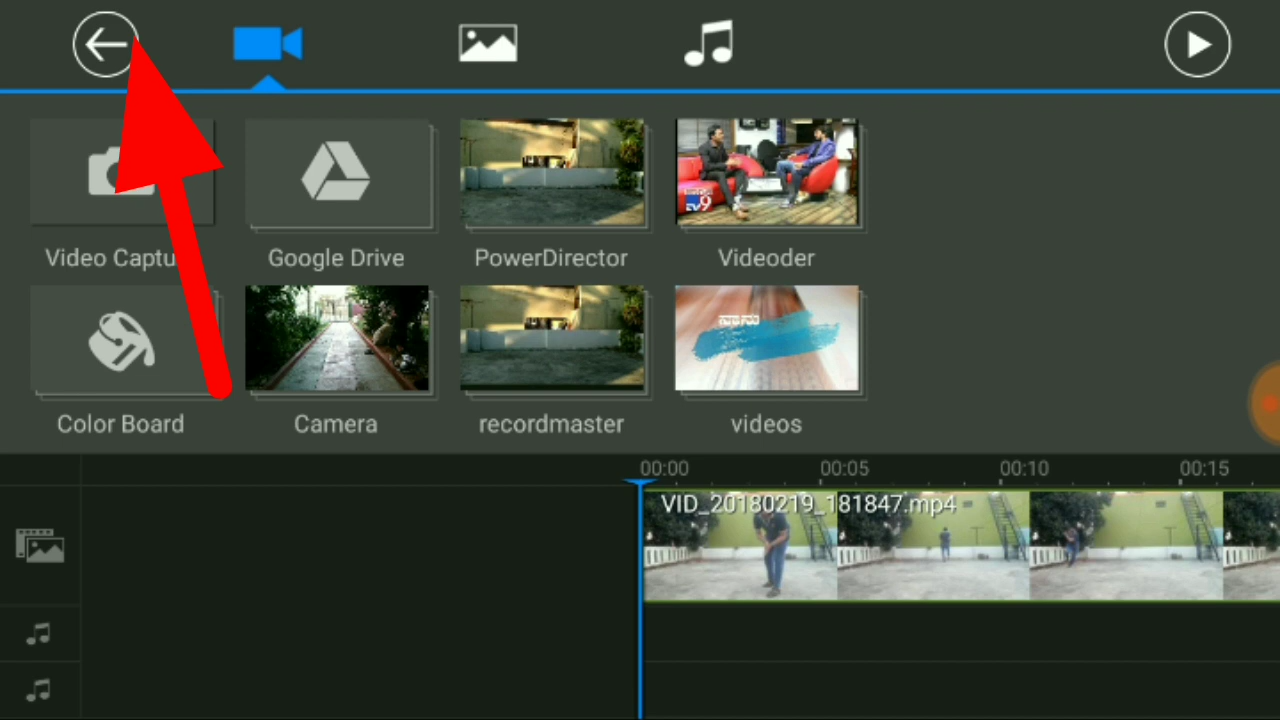 Video Captu
Google Drive
PowerDirector
Videoder
TV9
Color Board
Camera
recordmaster
videos
00:00
00:05
00:10
00:15
VID_20180219_181847.mp4